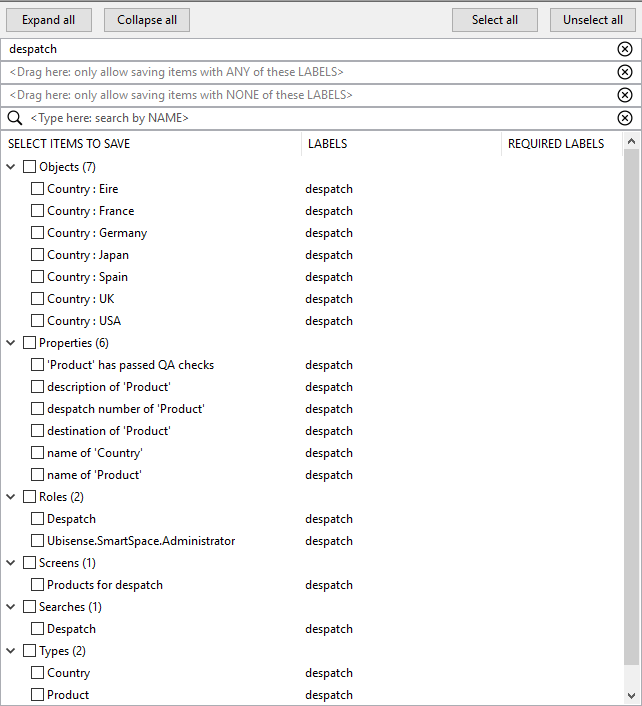 Expand all Collapse all Select all Unselect all
despatch
<Drag here: only allow saving items with ANY of these LABELS>
<Drag here: only allow saving items with NONE of these LABELS>
<Type here: search by NAME>
SELECT ITEMS TO SAVE LABELS REQUIRED LABELS
Objects (7)
Country : Eire despatch
Country : France despatch
Country : Germany despatch
Country : Japan despatch
Country : Spain despatch
Country : UK despatch
Country : USA despatch
Properties (6)
'Product' has passed QA checks despatch
description of 'Product' despatch
despatch number of 'Product' despatch
destination of 'Product' despatch
name of 'Country' despatch
name of 'Product' despatch
Roles (2)
Despatch despatch
Ubisense.SmartSpace.Administrator despatch
Screens (1)
Products for despatch despatch
Searches (1)
Despatch despatch
Types (2)
Country despatch
Product despatch